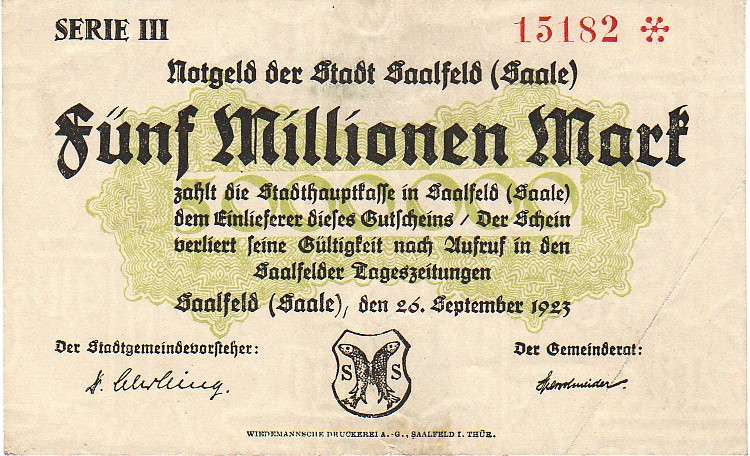 SERIE III
15182 *
Notgeld der Stadt Saalfeld (Saale)
Fünf Millionen Mark
5000000
zahlt die Stadthauptkasse in Saalfeld (Saale)
dem Einlieferer dieses Gutscheins / Der Schein
verliert seine Gültigkeit nach Aufruf in den
Saalfelder Tageszeitungen
Saalfeld (Saale), den 26. September 1923
Der Stadtgemeindevorsteher:
Der Gemeinderat:
S S
WIEDEMANNSCHE DRUCKEREI A.-G., SAALFELD I. THÜR.